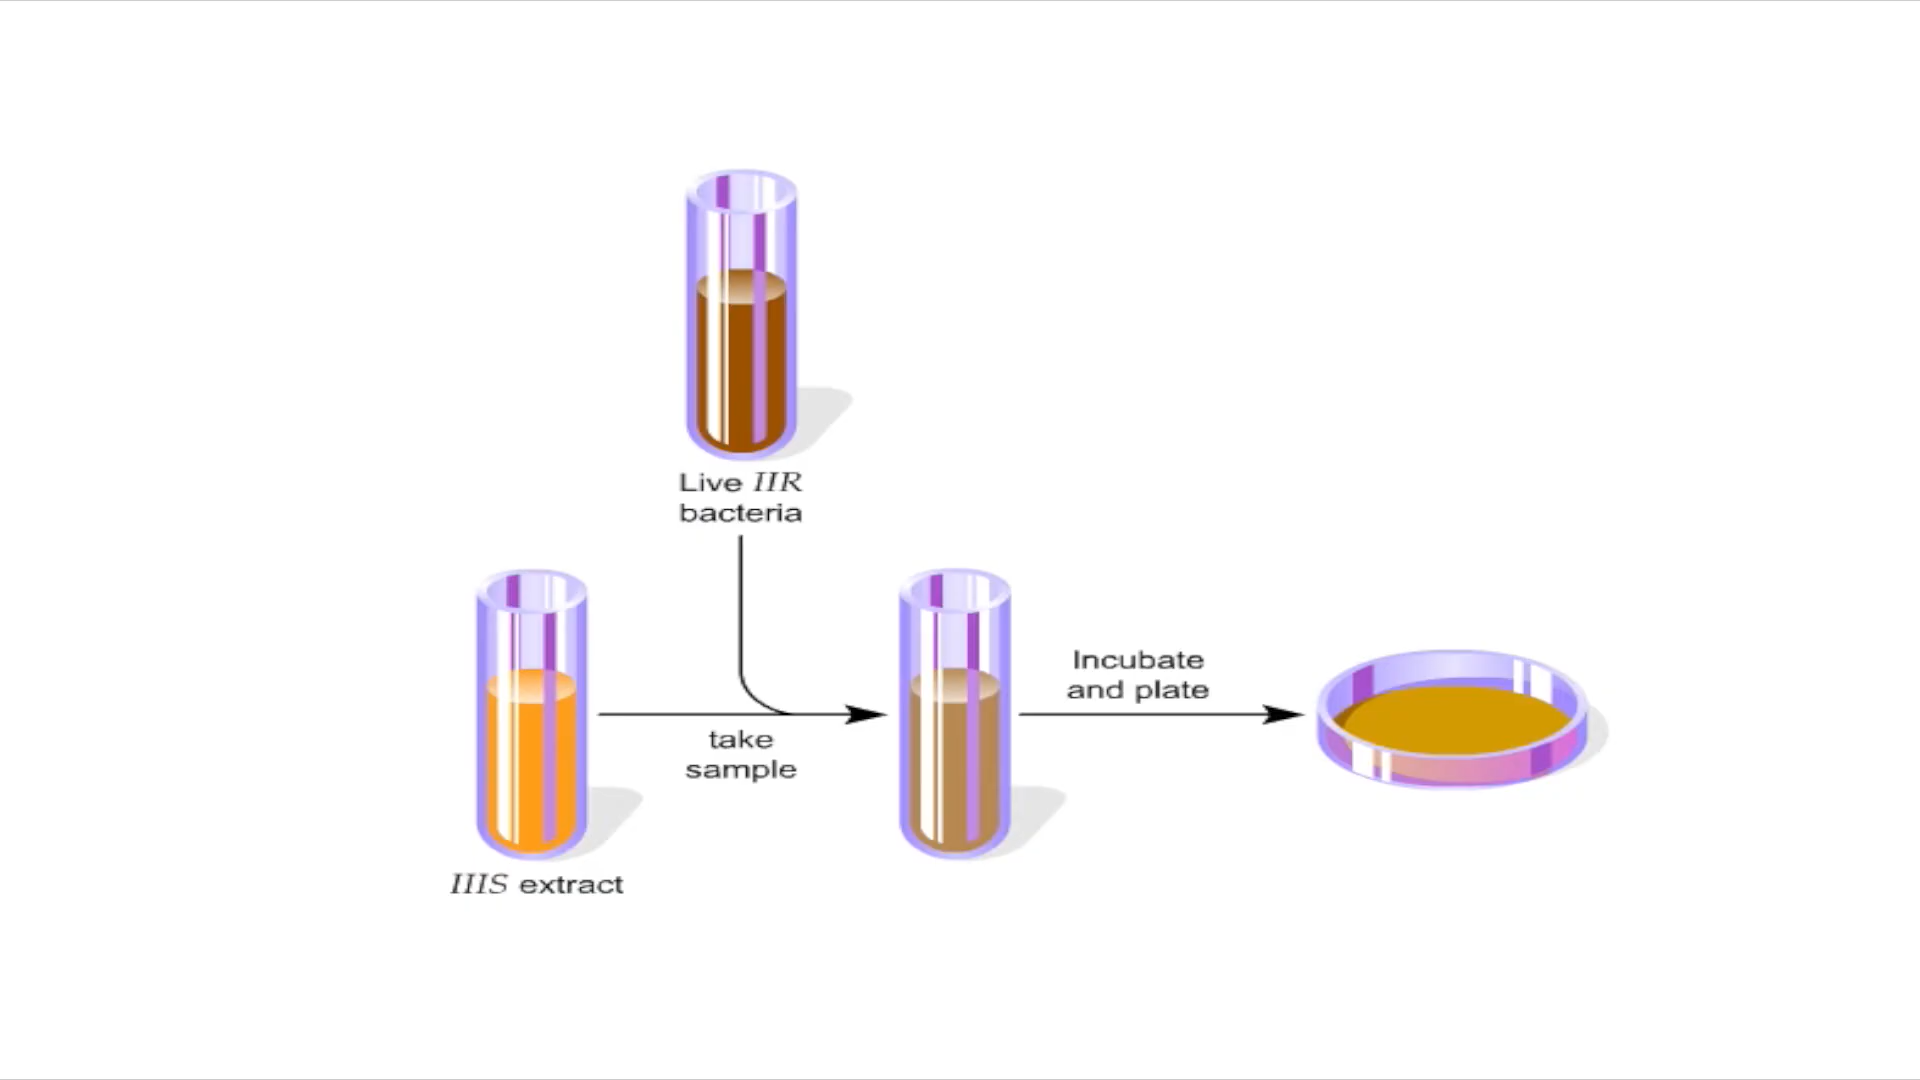 Live IIR
bacteria
take
sample
IIIS extract
Incubate
and plate